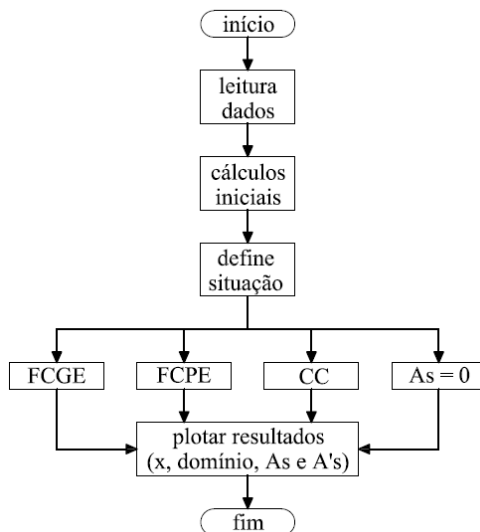 início
leitura
dados
cálculos
iniciais
define
situação
FCGE
FCPE
CC
As = 0
plotar resultados
(x, domínio, As e A's)
fim